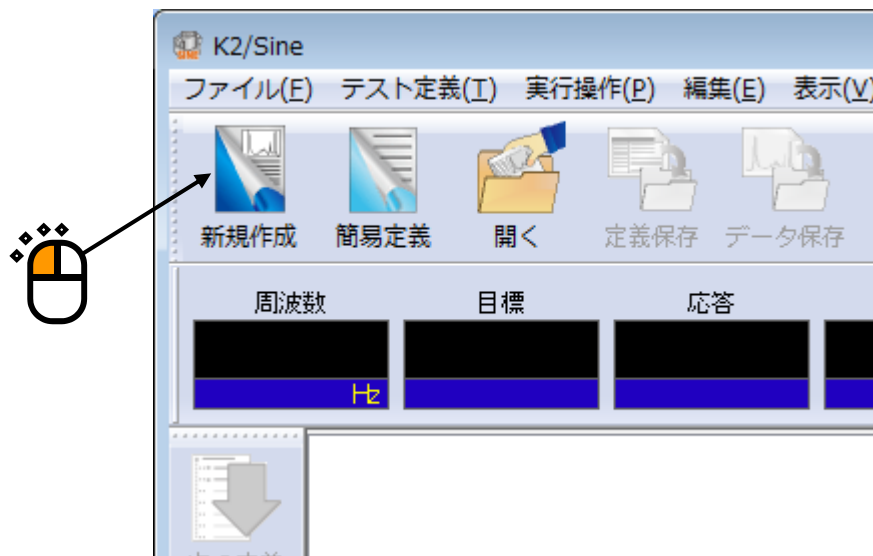 K2/Sine
ファイル(F) テスト定義(T) 実行操作(P) 編集(E) 表示(V)
新規作成 簡易定義 開く 定義保存 データ保存
周波数 目標 応答
Hz